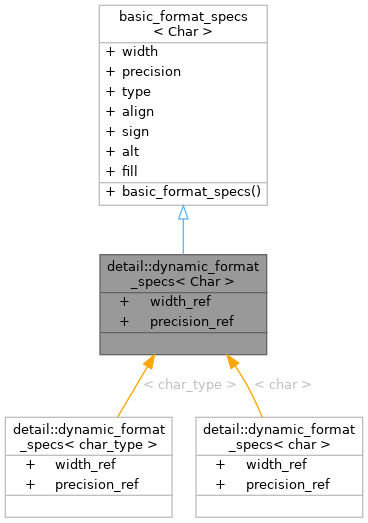 basic_format_specs
< Char >
+ width
+ precision
+ type
+ align
+ sign
+ alt
+ fill
+ basic_format_specs()
detail::dynamic_format
_specs< Char >
+ width_ref
+ precision_ref
< char_type >
< char >
detail::dynamic_format
_specs< char_type >
+ width_ref
+ precision_ref
detail::dynamic_format
_specs< char >
+ width_ref
+ precision_ref